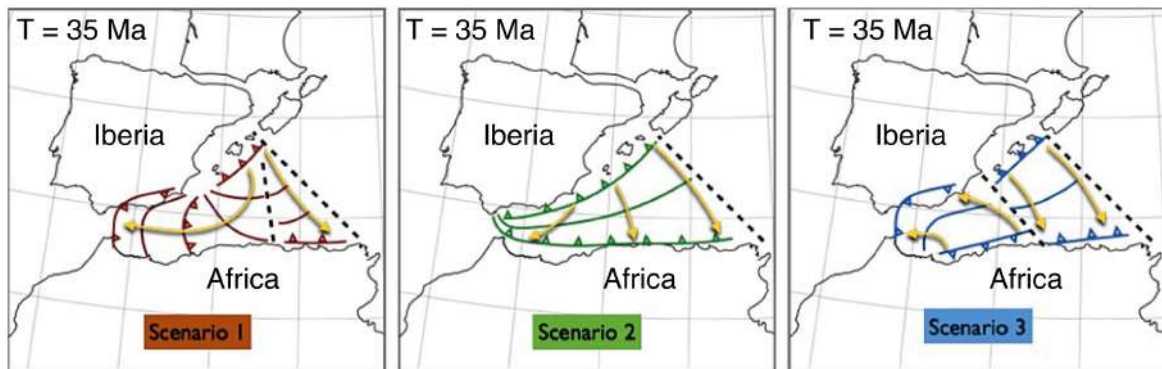 T = 35 Ma
Iberia
Africa
Scenario 1
T = 35 Ma
Iberia
Africa
Scenario 2
T = 35 Ma
Iberia
Africa
Scenario 3